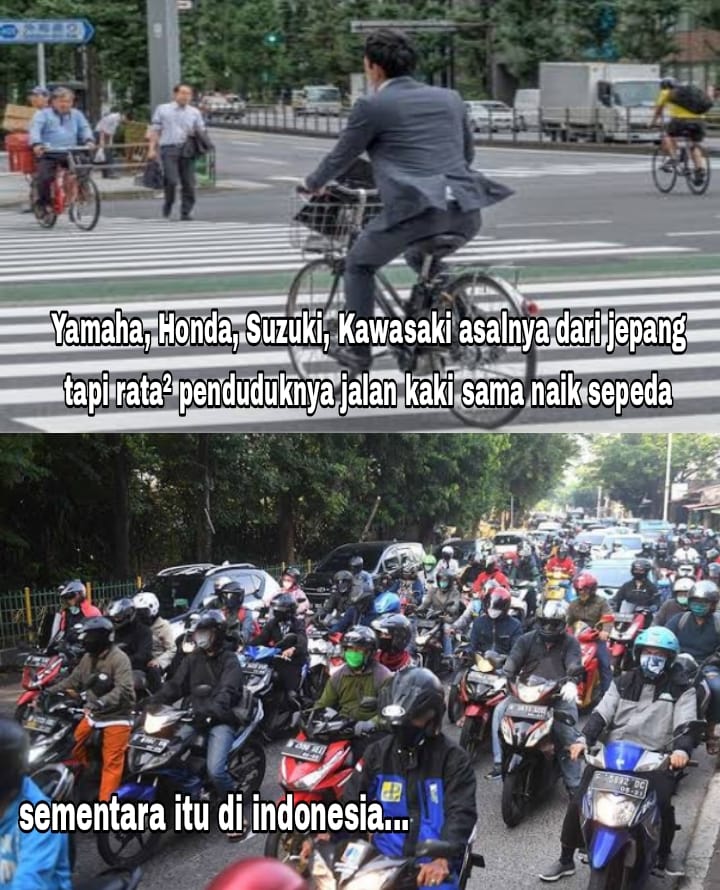 Yamaha, Honda, Suzuki, Kawasaki asalnya dari jepang
tapi rata² penduduknya jalan kaki sama naik sepeda
sementara itu di indonesia...